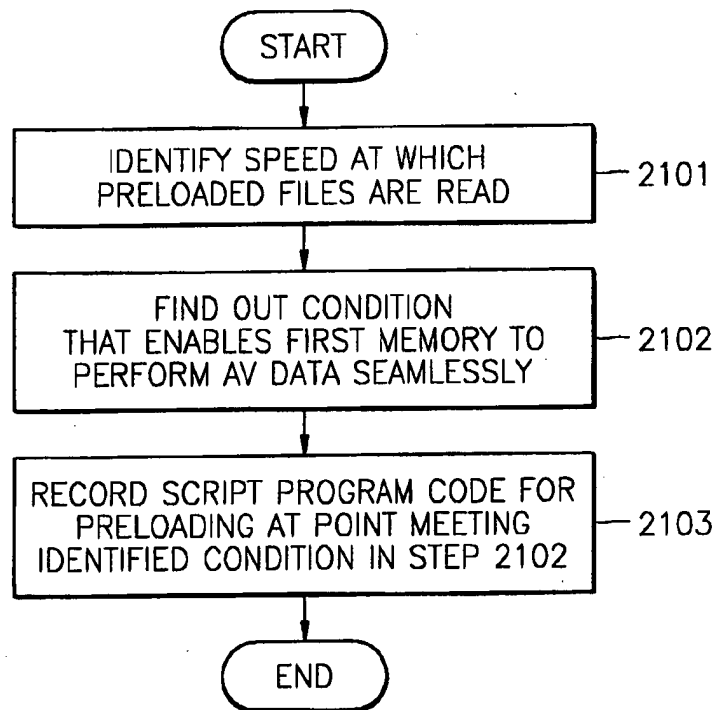 START
IDENTIFY SPEED AT WHICH
PRELOADED FILES ARE READ
2101
FIND OUT CONDITION
THAT ENABLES FIRST MEMORY TO
PERFORM AV DATA SEAMLESSLY
2102
RECORD SCRIPT PROGRAM CODE FOR
PRELOADING AT POINT MEETING
IDENTIFIED CONDITION IN STEP 2102
2103
END